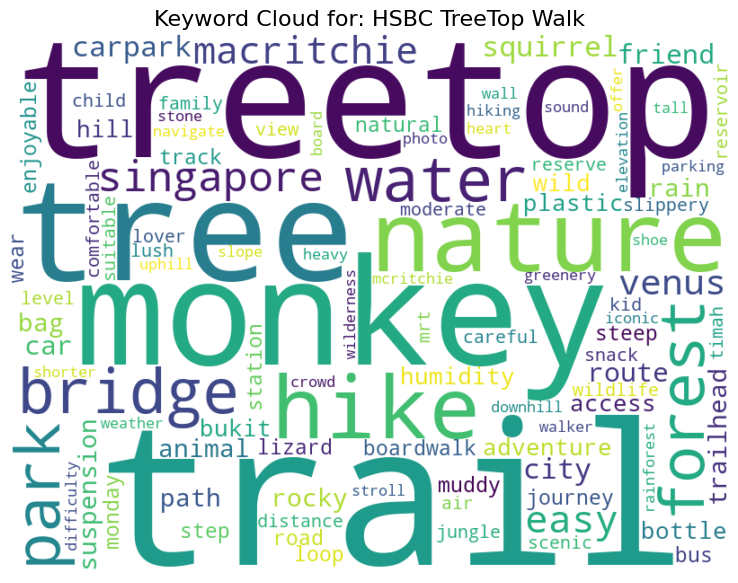 Keyword Cloud for: HSBC TreeTop Walk
carpark
macritchie
squirrel
friend
treetop
enjoyable
child
family
stone
hill
navigate
view
board
natural
photo
wall
hiking
heart
sound
offer
tall
reservoir
track
singapore
water
reserve
wild
elevation
parking
rain
plastic
slippery
tree
wear
comfortable
suitable
lover
lush
uphill
slope
heavy
moderate
nature
shoe
monkey
mcritchie
greenery
wilderness
venus
level
bag
car
shorter
mrt
careful
kid
iconic
steep
timah
snack
route
wildlife
access
forest
trailhead
bridge
station
crowd
hike
humidity
downhill
weather
bukit
animal
lizard
boardwalk
walker
adventure
city
rainforest
park
difficulty
suspension
monday
trail
path
rocky
stroll
muddy
air
journey
easy
step
distance
road
loop
jungle
scenic
bottle
bus